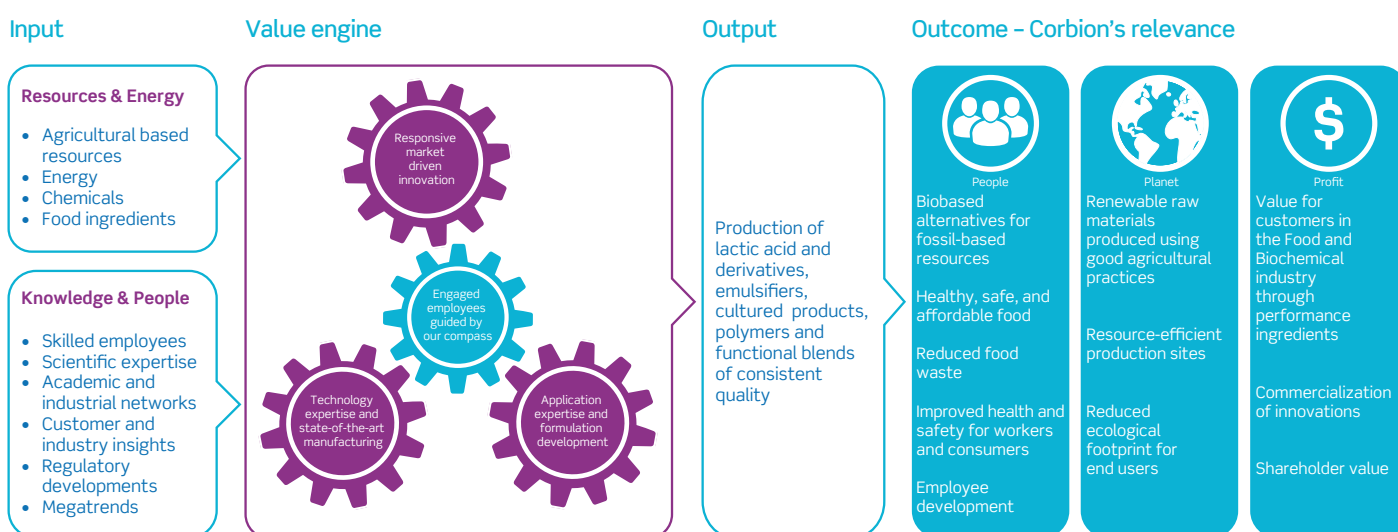 Input
Resources & Energy
• Agricultural based
resources
• Energy
• Chemicals
• Food ingredients
Knowledge & People
• Skilled employees
• Scientific expertise
• Academic and
industrial networks
• Customer and
industry insights
• Regulatory
developments
• Megatrends
Value engine
Responsive
market
driven
innovation
Engaged
employees
guided by
our compass
Technology
expertise and
state-of-the-art
manufacturing
Application
expertise and
formulation
development
Output
Production of
lactic acid and
derivatives,
emulsifiers,
cultured products,
polymers and
functional blends
of consistent
quality
Outcome – Corbion's relevance
People
Biobased
alternatives for
fossil-based
resources
Healthy, safe, and
affordable food
Reduced food
waste
Improved health and
safety for workers
and consumers
Employee
development
Planet
Renewable raw
materials
produced using
good agricultural
practices
Resource-efficient
production sites
Reduced
ecological
footprint for
end users
$
Profit
Value for
customers in
the Food and
Biochemical
industry
through
performance
ingredients
Commercialization
of innovations
Shareholder value